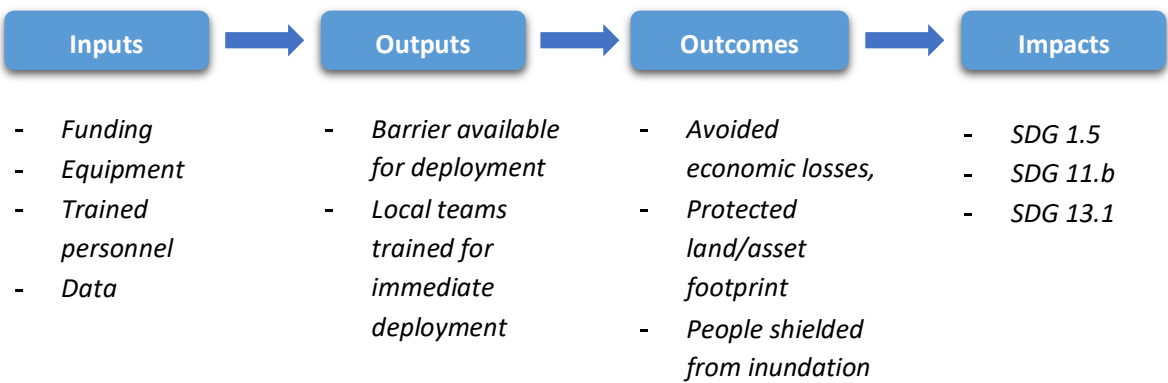 Inputs
Outputs
Outcomes
Impacts
- Funding
- Equipment
- Trained
personnel
- Data
- Barrier available
for deployment
- Local teams
trained for
immediate
deployment
- Avoided
economic losses,
- Protected
land/asset
footprint
- People shielded
from inundation
- SDG 1.5
- SDG 11.b
- SDG 13.1